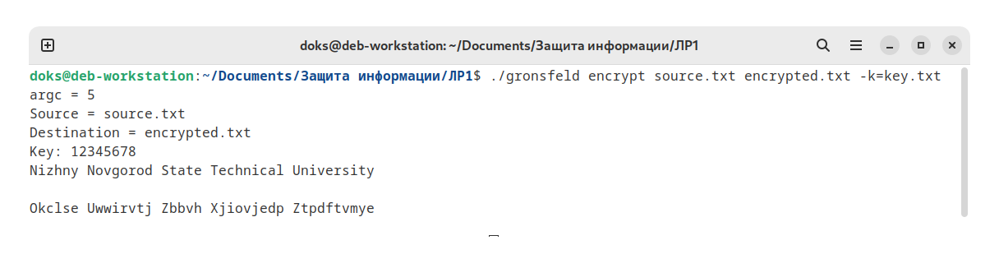 doks@deb-workstation: ~/Documents/Защита информации/ЛР1
doks@deb-workstation:~/Documents/Защита информации/ЛР1$ ./gronsfeld encrypt source.txt encrypted.txt -k=key.txt
argc = 5
Source = source.txt
Destination = encrypted.txt
Key: 12345678
Nizhny Novgorod State Technical University
Okclse Uwwirvtj Zbbvh Xjiovjedp Ztpdftvmye